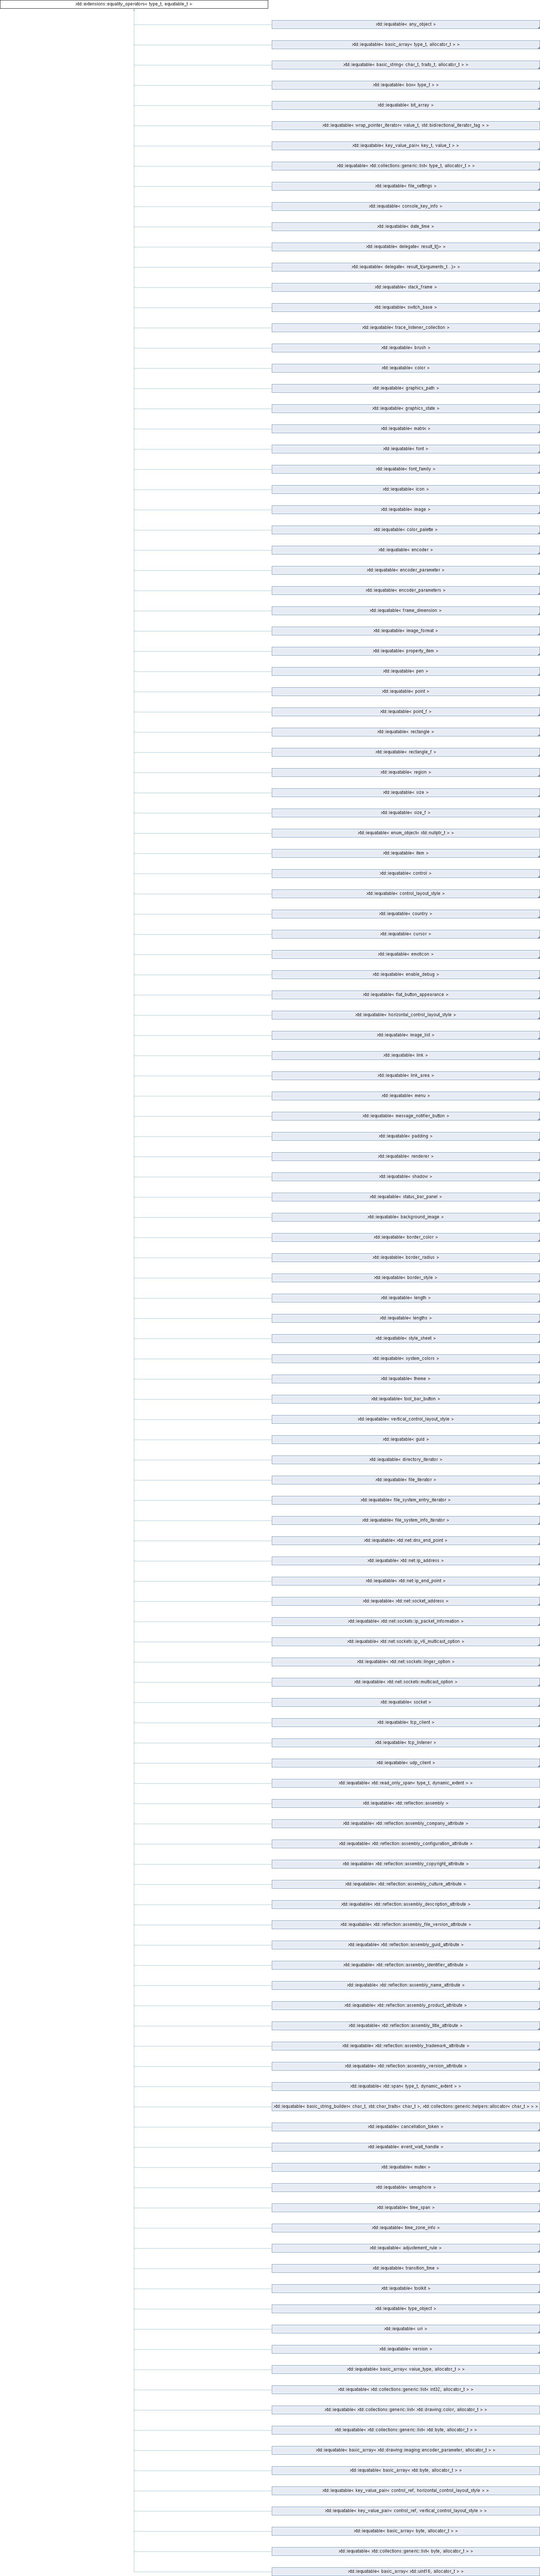 xtd::extensions::equality_operators< type_t, equatable_t >
xtd::iequatable< any_object >
xtd::iequatable< basic_array< type_t, allocator_t > >
xtd::iequatable< basic_string< char_t, traits_t, allocator_t > >
xtd::iequatable< box< type_t > >
xtd::iequatable< bit_array >
xtd::iequatable< wrap_pointer_iterator< value_t, std::bidirectional_iterator_tag > >
xtd::iequatable< key_value_pair< key_t, value_t > >
xtd::iequatable< xtd::collections::generic::list< type_t, allocator_t > >
xtd::iequatable< file_settings >
xtd::iequatable< console_key_info >
xtd::iequatable< date_time >
xtd::iequatable< delegate< result_t()> >
xtd::iequatable< delegate< result_t(arguments_t...)> >
xtd::iequatable< stack_frame >
xtd::iequatable< switch_base >
xtd::iequatable< trace_listener_collection >
xtd::iequatable< brush >
xtd::iequatable< color >
xtd::iequatable< graphics_path >
xtd::iequatable< graphics_state >
xtd::iequatable< matrix >
xtd::iequatable< font >
xtd::iequatable< font_family >
xtd::iequatable< icon >
xtd::iequatable< image >
xtd::iequatable< color_palette >
xtd::iequatable< encoder >
xtd::iequatable< encoder_parameter >
xtd::iequatable< encoder_parameters >
xtd::iequatable< frame_dimension >
xtd::iequatable< image_format >
xtd::iequatable< property_item >
xtd::iequatable< pen >
xtd::iequatable< point >
xtd::iequatable< point_f >
xtd::iequatable< rectangle >
xtd::iequatable< rectangle_f >
xtd::iequatable< region >
xtd::iequatable< size >
xtd::iequatable< size_f >
xtd::iequatable< enum_object< std::nullptr_t > >
xtd::iequatable< item >
xtd::iequatable< control >
xtd::iequatable< control_layout_style >
xtd::iequatable< country >
xtd::iequatable< cursor >
xtd::iequatable< emoticon >
xtd::iequatable< enable_debug >
xtd::iequatable< flat_button_appearance >
xtd::iequatable< horizontal_control_layout_style >
xtd::iequatable< image_list >
xtd::iequatable< link >
xtd::iequatable< link_area >
xtd::iequatable< menu >
xtd::iequatable< message_notifier_button >
xtd::iequatable< padding >
xtd::iequatable< renderer >
xtd::iequatable< shadow >
xtd::iequatable< status_bar_panel >
xtd::iequatable< background_image >
xtd::iequatable< border_color >
xtd::iequatable< border_radius >
xtd::iequatable< border_style >
xtd::iequatable< length >
xtd::iequatable< lengths >
xtd::iequatable< style_sheet >
xtd::iequatable< system_colors >
xtd::iequatable< theme >
xtd::iequatable< tool_bar_button >
xtd::iequatable< vertical_control_layout_style >
xtd::iequatable< guid >
xtd::iequatable< directory_iterator >
xtd::iequatable< file_iterator >
xtd::iequatable< file_system_entry_iterator >
xtd::iequatable< file_system_info_iterator >
xtd::iequatable< xtd::net::dns_end_point >
xtd::iequatable< xtd::net::ip_address >
xtd::iequatable< xtd::net::ip_end_point >
xtd::iequatable< xtd::net::socket_address >
xtd::iequatable< xtd::net::sockets::ip_packet_information >
xtd::iequatable< xtd::net::sockets::ip_v6_multicast_option >
xtd::iequatable< xtd::net::sockets::linger_option >
xtd::iequatable< xtd::net::sockets::multicast_option >
xtd::iequatable< socket >
xtd::iequatable< tcp_client >
xtd::iequatable< tcp_listener >
xtd::iequatable< udp_client >
xtd::iequatable< xtd::read_only_span< type_t, dynamic_extent > >
xtd::iequatable< xtd::reflection::assembly >
xtd::iequatable< xtd::reflection::assembly_company_attribute >
xtd::iequatable< xtd::reflection::assembly_configuration_attribute >
xtd::iequatable< xtd::reflection::assembly_copyright_attribute >
xtd::iequatable< xtd::reflection::assembly_culture_attribute >
xtd::iequatable< xtd::reflection::assembly_description_attribute >
xtd::iequatable< xtd::reflection::assembly_file_version_attribute >
xtd::iequatable< xtd::reflection::assembly_guid_attribute >
xtd::iequatable< xtd::reflection::assembly_identifier_attribute >
xtd::iequatable< xtd::reflection::assembly_name_attribute >
xtd::iequatable< xtd::reflection::assembly_product_attribute >
xtd::iequatable< xtd::reflection::assembly_title_attribute >
xtd::iequatable< xtd::reflection::assembly_trademark_attribute >
xtd::iequatable< xtd::reflection::assembly_version_attribute >
xtd::iequatable< xtd::span< type_t, dynamic_extent > >
xtd::iequatable< basic_string_builder< char_t, std::char_traits< char_t >, xtd::collections::generic::helpers::allocator< char_t > > >
xtd::iequatable< cancellation_token >
xtd::iequatable< event_wait_handle >
xtd::iequatable< mutex >
xtd::iequatable< semaphore >
xtd::iequatable< time_span >
xtd::iequatable< time_zone_info >
xtd::iequatable< adjustement_rule >
xtd::iequatable< transition_time >
xtd::iequatable< toolkit >
xtd::iequatable< type_object >
xtd::iequatable< uri >
xtd::iequatable< version >
xtd::iequatable< basic_array< value_type, allocator_t > >
xtd::iequatable< xtd::collections::generic::list< int32, allocator_t > >
xtd::iequatable< xtd::collections::generic::list< xtd::drawing::color, allocator_t > >
xtd::iequatable< xtd::collections::generic::list< xtd::byte, allocator_t > >
xtd::iequatable< basic_array< xtd::drawing::imaging::encoder_parameter, allocator_t > >
xtd::iequatable< basic_array< xtd::byte, allocator_t > >
xtd::iequatable< key_value_pair< control_ref, horizontal_control_layout_style > >
xtd::iequatable< key_value_pair< control_ref, vertical_control_layout_style > >
xtd::iequatable< basic_array< byte, allocator_t > >
xtd::iequatable< xtd::collections::generic::list< byte, allocator_t > >
xtd::iequatable< basic_array< xtd::uint16, allocator_t > >